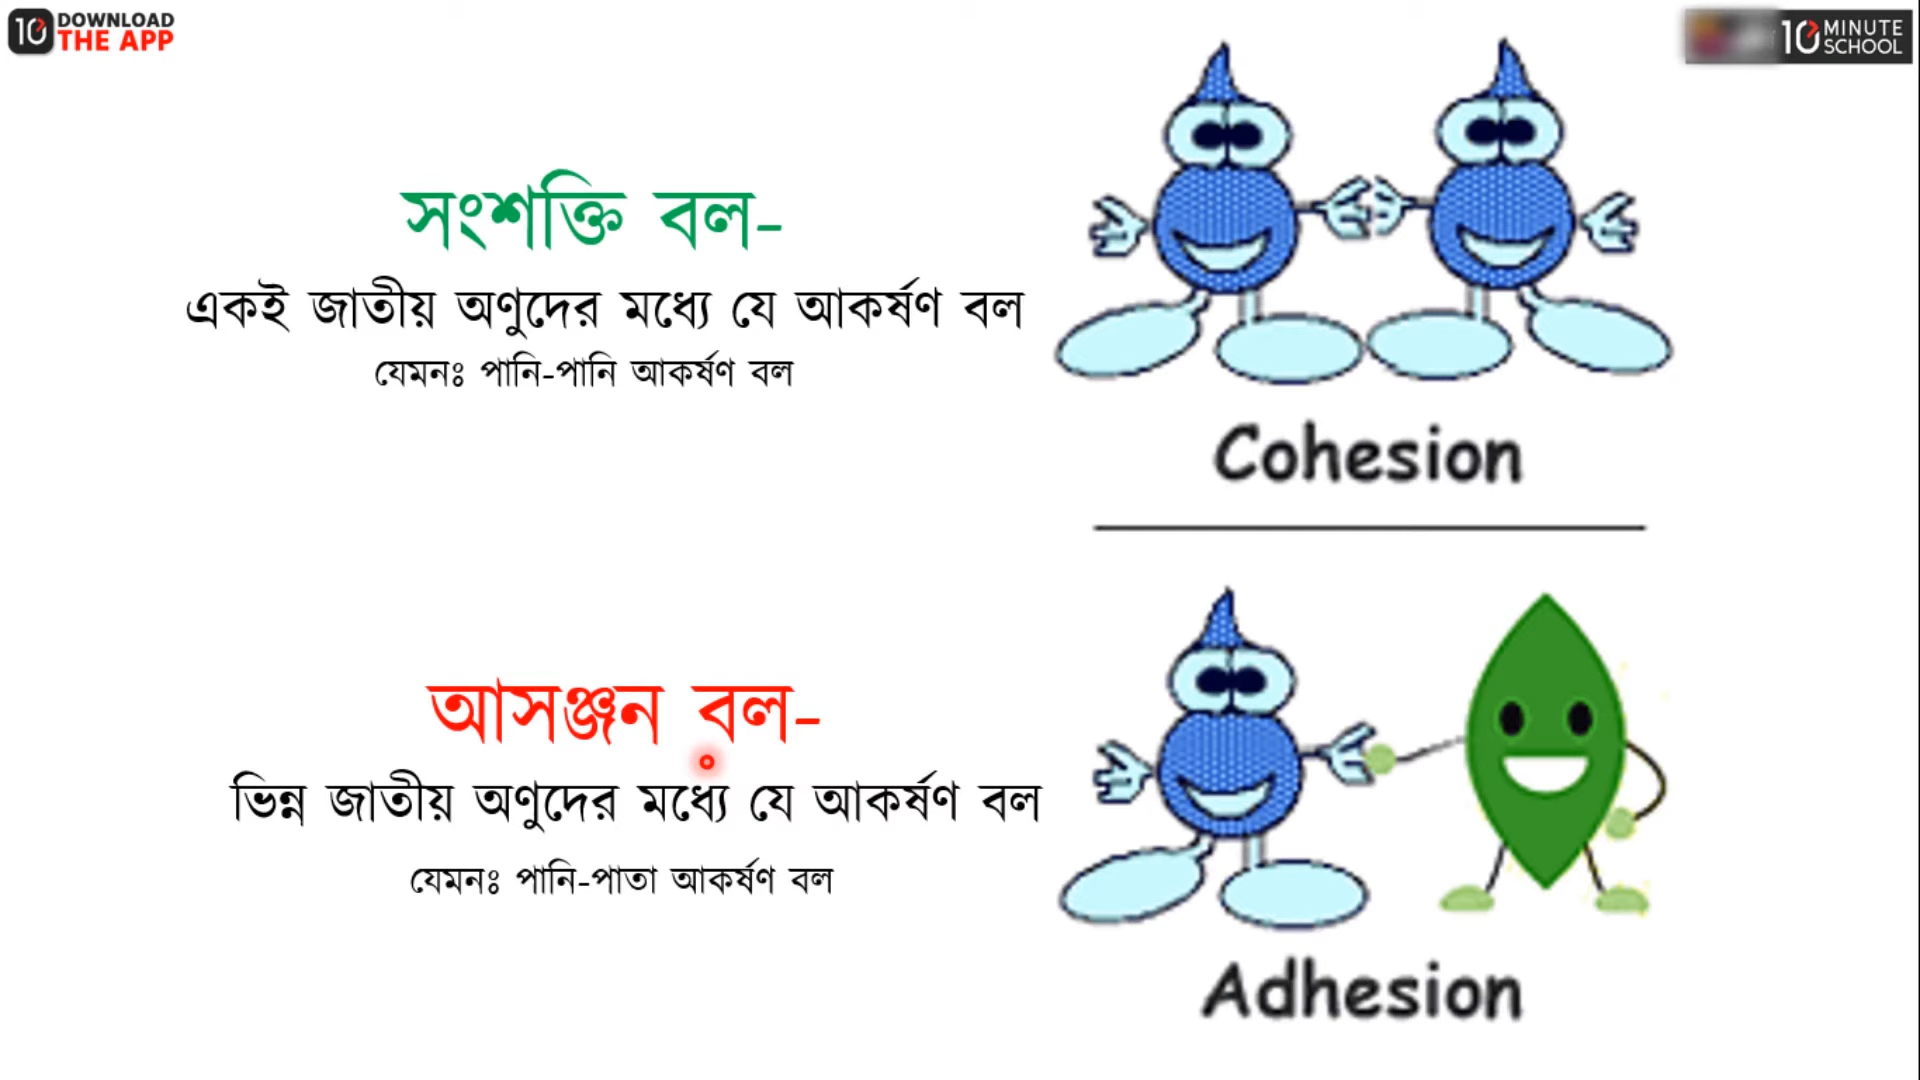 10 DOWNLOAD
THE APP
10 MINUTE
SCHOOL
সংশক্তি বল-
একই জাতীয় অণুদের মধ্যে যে আকর্ষণ বল
যেমনঃ পানি-পানি আকর্ষণ বল
Cohesion
আসঞ্জন বল-
ভিন্ন জাতীয় অণুদের মধ্যে যে আকর্ষণ বল
যেমনঃ পানি-পাতা আকর্ষণ বল
Adhesion